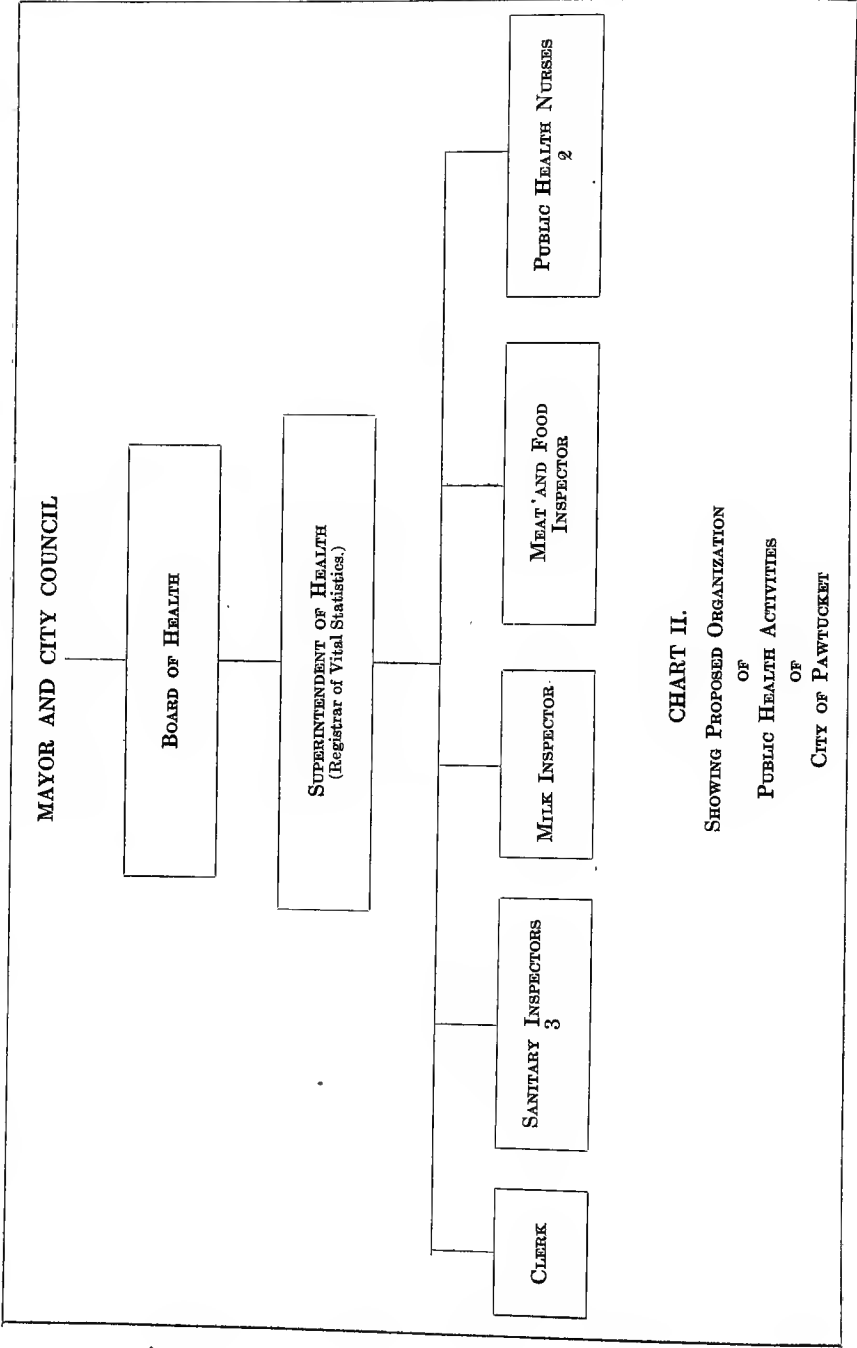 MAYOR AND CITY COUNCIL
BOARD OF HEALTH
SUPERINTENDENT OF HEALTH
(Registrar of Vital Statistics.)
CLERK
SANITARY INSPECTORS
3
MILK INSPECTOR
MEAT AND FOOD
INSPECTOR
PUBLIC HEALTH NURSES
2
CHART II.
SHOWING PROPOSED ORGANIZATION
OF
PUBLIC HEALTH ACTIVITIES
OF
CITY OF PAWTUCKET